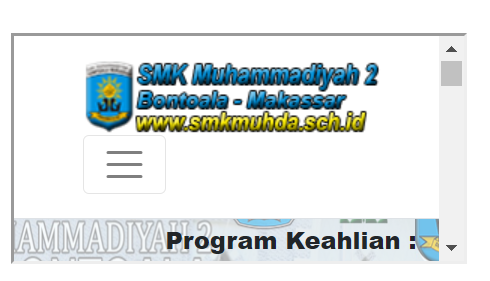 SMK Muhammadiyah 2
Bontoala - Makassar
www.smkmuhda.sch.id
Program Keahlian :